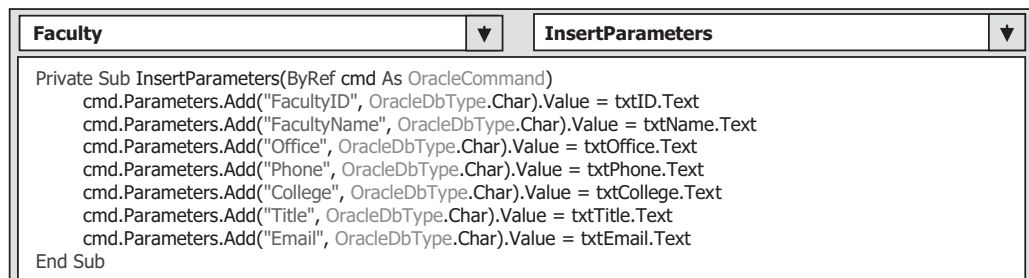 Faculty
InsertParameters
Private Sub InsertParameters(ByRef cmd As OracleCommand)
cmd.Parameters.Add("FacultyID", OracleDbType.Char).Value = txtID.Text
cmd.Parameters.Add("FacultyName", OracleDbType.Char).Value = txtName.Text
cmd.Parameters.Add("Office", OracleDbType.Char).Value = txtOffice.Text
cmd.Parameters.Add("Phone", OracleDbType.Char).Value = txtPhone.Text
cmd.Parameters.Add("College", OracleDbType.Char).Value = txtCollege.Text
cmd.Parameters.Add("Title", OracleDbType.Char).Value = txtTitle.Text
cmd.Parameters.Add("Email", OracleDbType.Char).Value = txtEmail.Text
End Sub